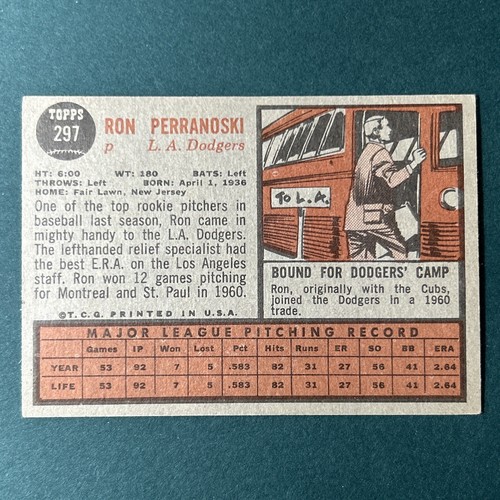 TOPPS
297
RON PERRANOSKI
p L. A. Dodgers
HT: 6:00 WT: 180 BATS: Left
THROWS: Left BORN: April 1, 1936
HOME: Fair Lawn, New Jersey
One of the top rookie pitchers in
baseball last season, Ron came in
mighty handy to the L.A. Dodgers.
The lefthanded relief specialist had
the best E.R.A. on the Los Angeles
staff. Ron won 12 games pitching
for Montreal and St. Paul in 1960.
©T.C.G. PRINTED IN U.S.A.
To L.A.
BOUND FOR DODGERS' CAMP
Ron, originally with the Cubs,
joined the Dodgers in a 1960
trade.
MAJOR LEAGUE PITCHING RECORD
Games IP Won Lost Pct Hits Runs ER SO BB ERA
YEAR 53 92 7 5 .583 82 31 27 56 41 2.64
LIFE 53 92 7 5 .583 82 31 27 56 41 2.64